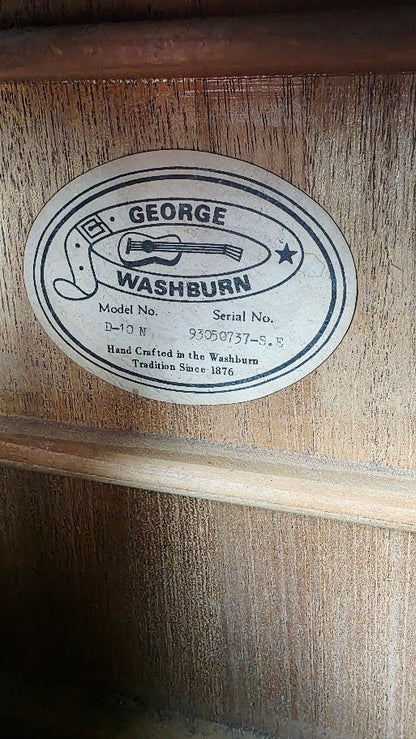 GEORGE
WASHBURN
Model No. Serial No.
D-10 N 93050737-S.E
Hand Crafted in the Washburn
Tradition Since 1876